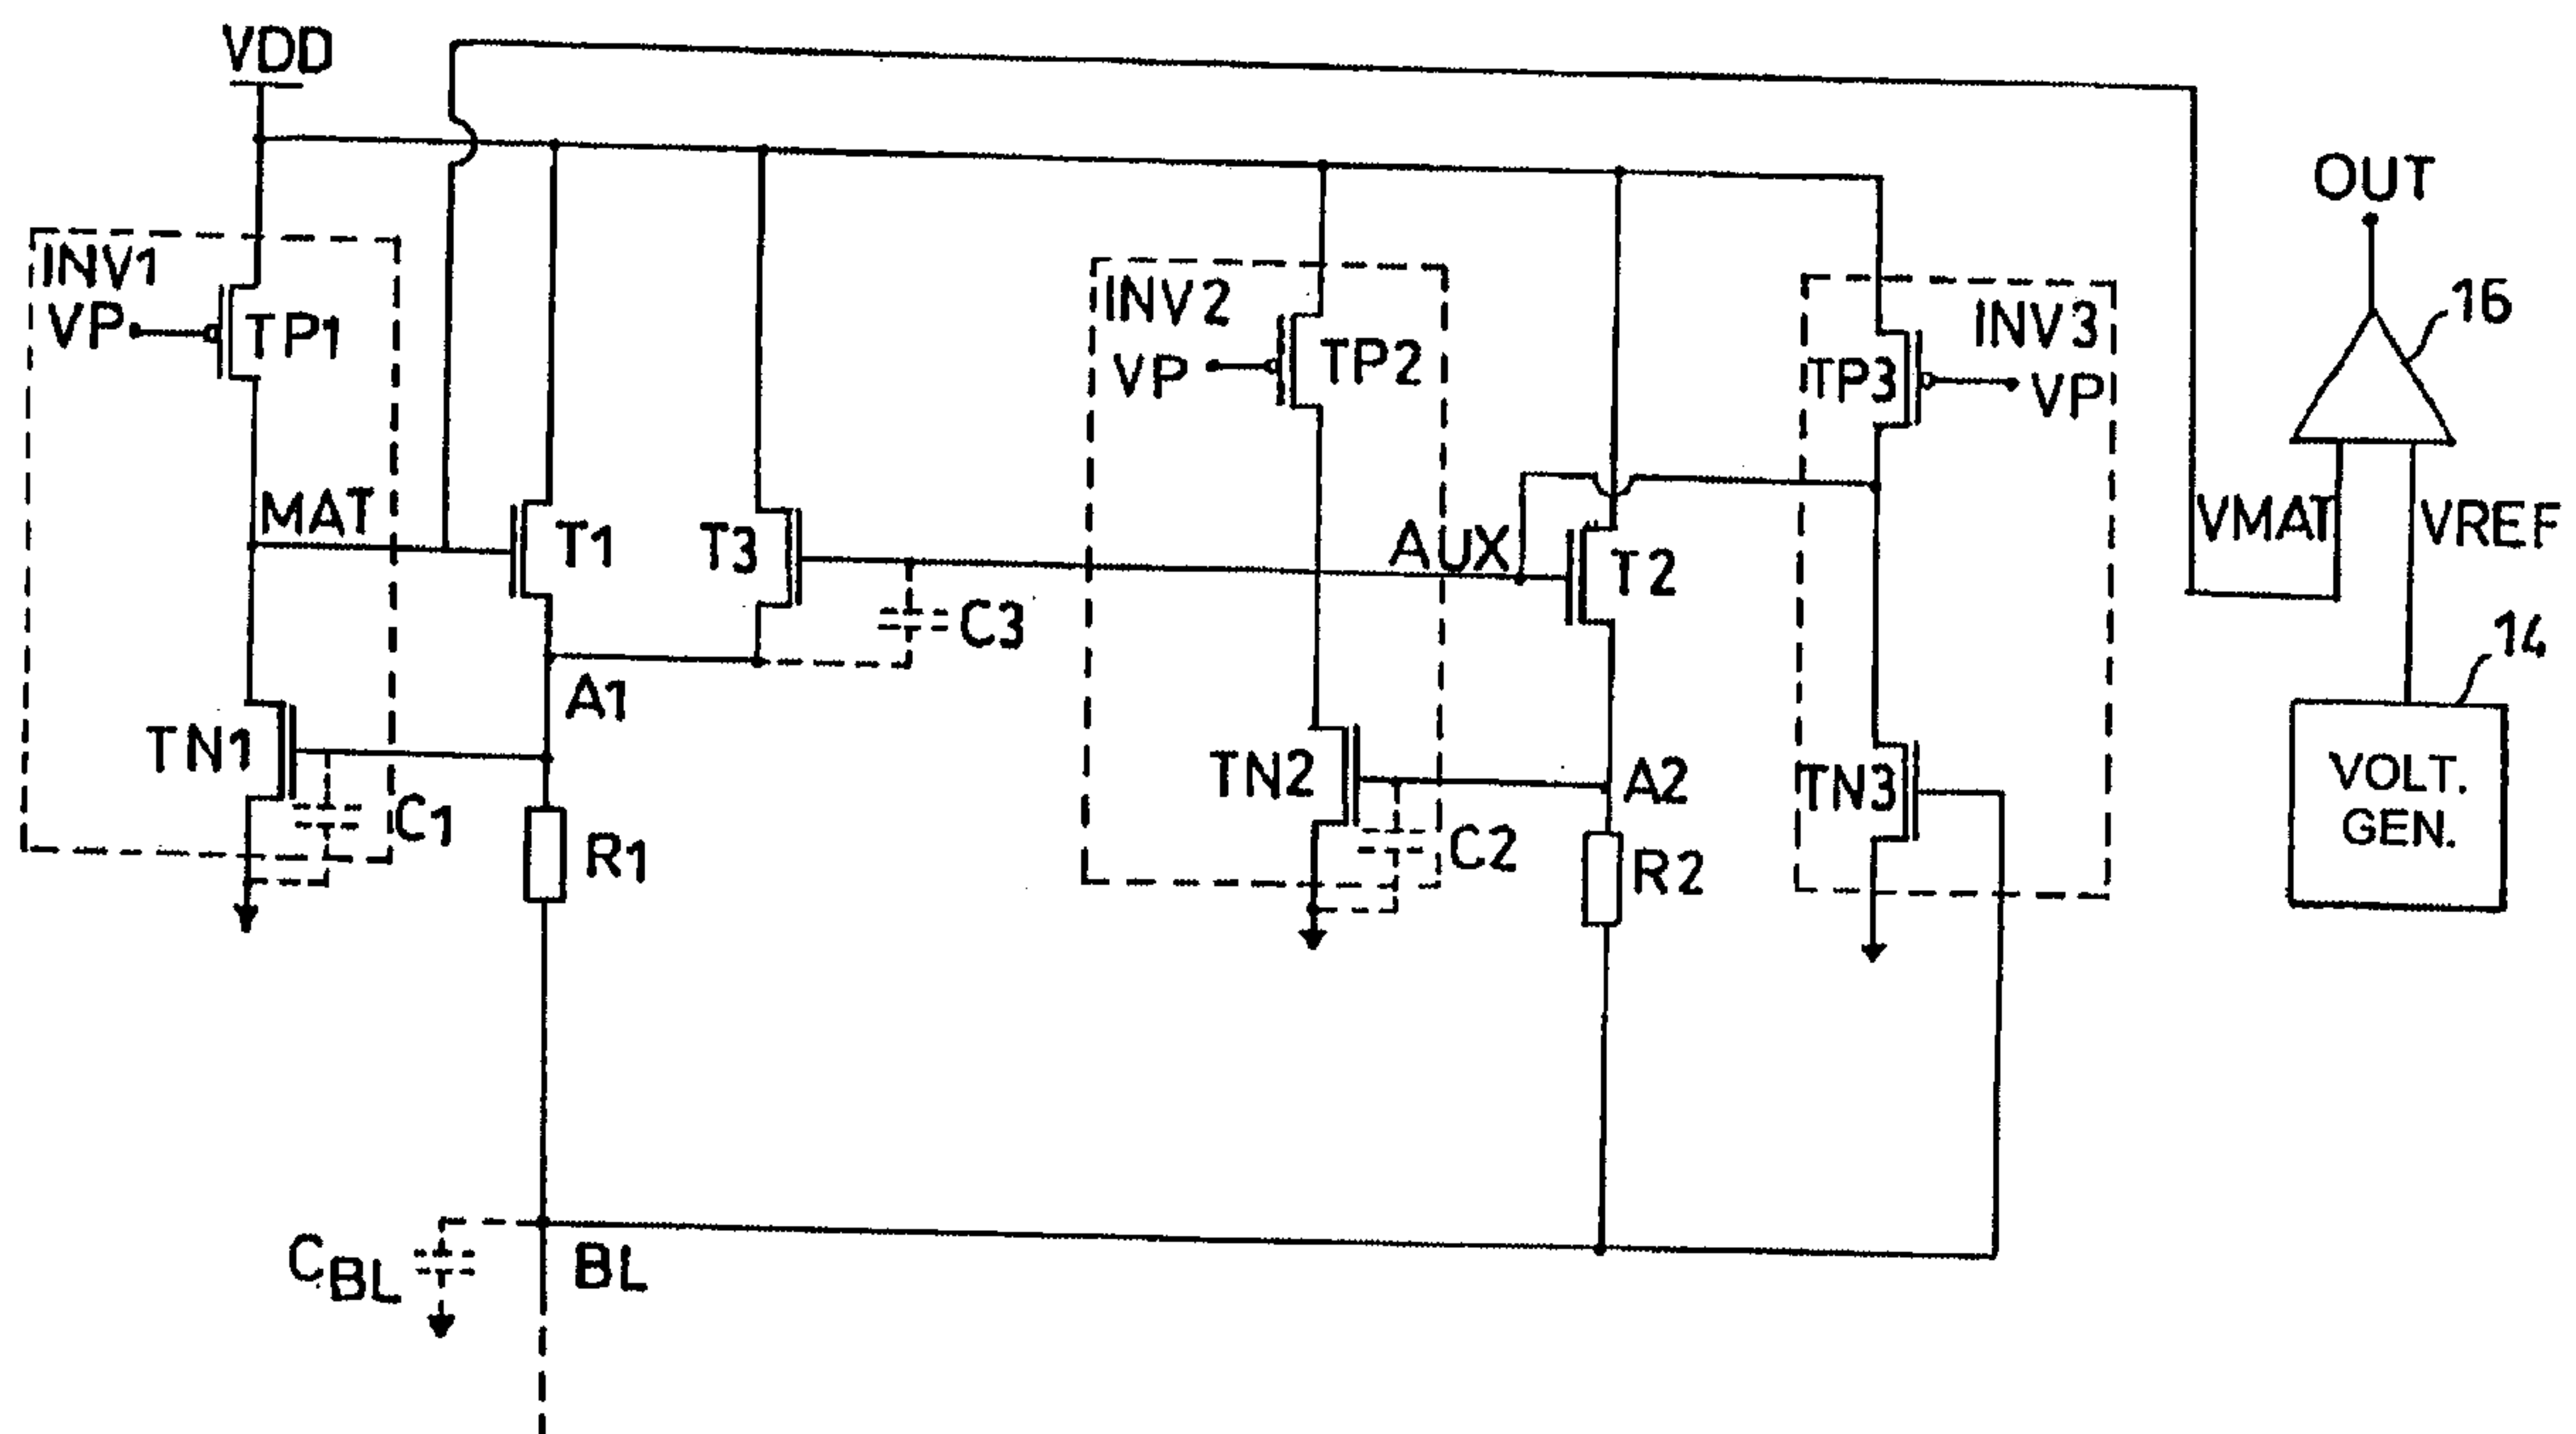 VDD
OUT
INV1
VP
TP1
INV2
VP
TP2
INV3
TP3
VP
16
MAT
T1
T3
AUX
T2
VMAT
VREF
C3
14
A1
TN1
C1
R1
TN2
A2
C2
R2
TN3
VOLT.
GEN.
CBL
BL